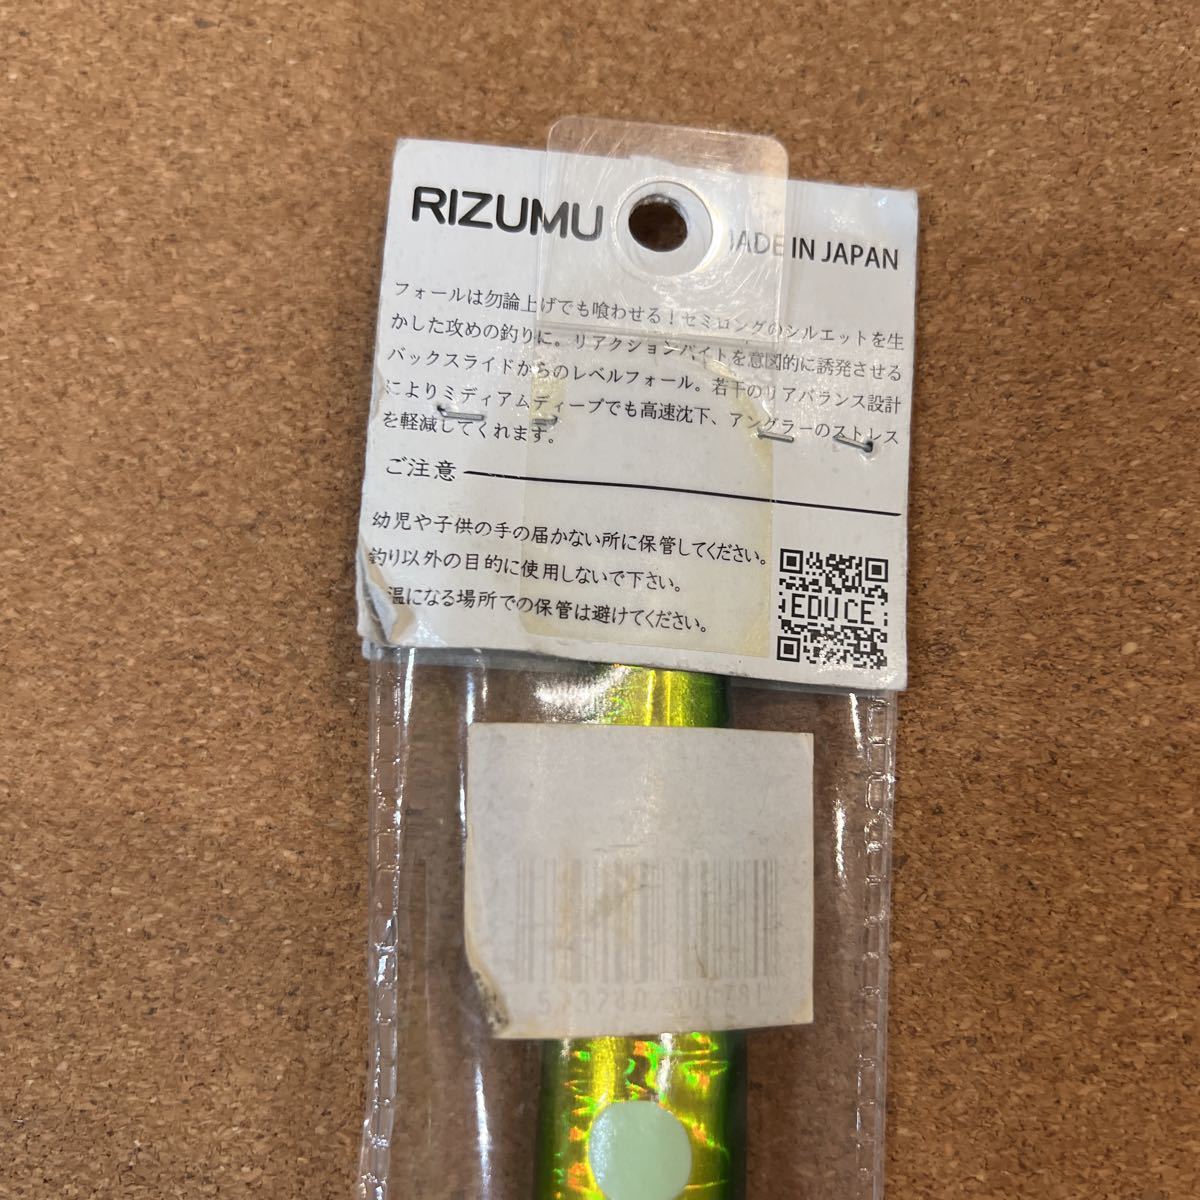 RIZUMU
MADE IN JAPAN
フォールは勿論上げでも喰わせる！セミロングのシルエットを生
かした攻めの釣りに。リアクションバイトを意図的に誘発させる
バックスライドからのレベルフォール。若干のリアバランス設計
によりミディアムディープでも高速沈下、アングラーのストレス
を軽減してくれます。
ご注意
幼児や子供の手の届かない所に保管してください。
釣り以外の目的に使用しないで下さい。
温になる場所での保管は避けてください。
EDUCE